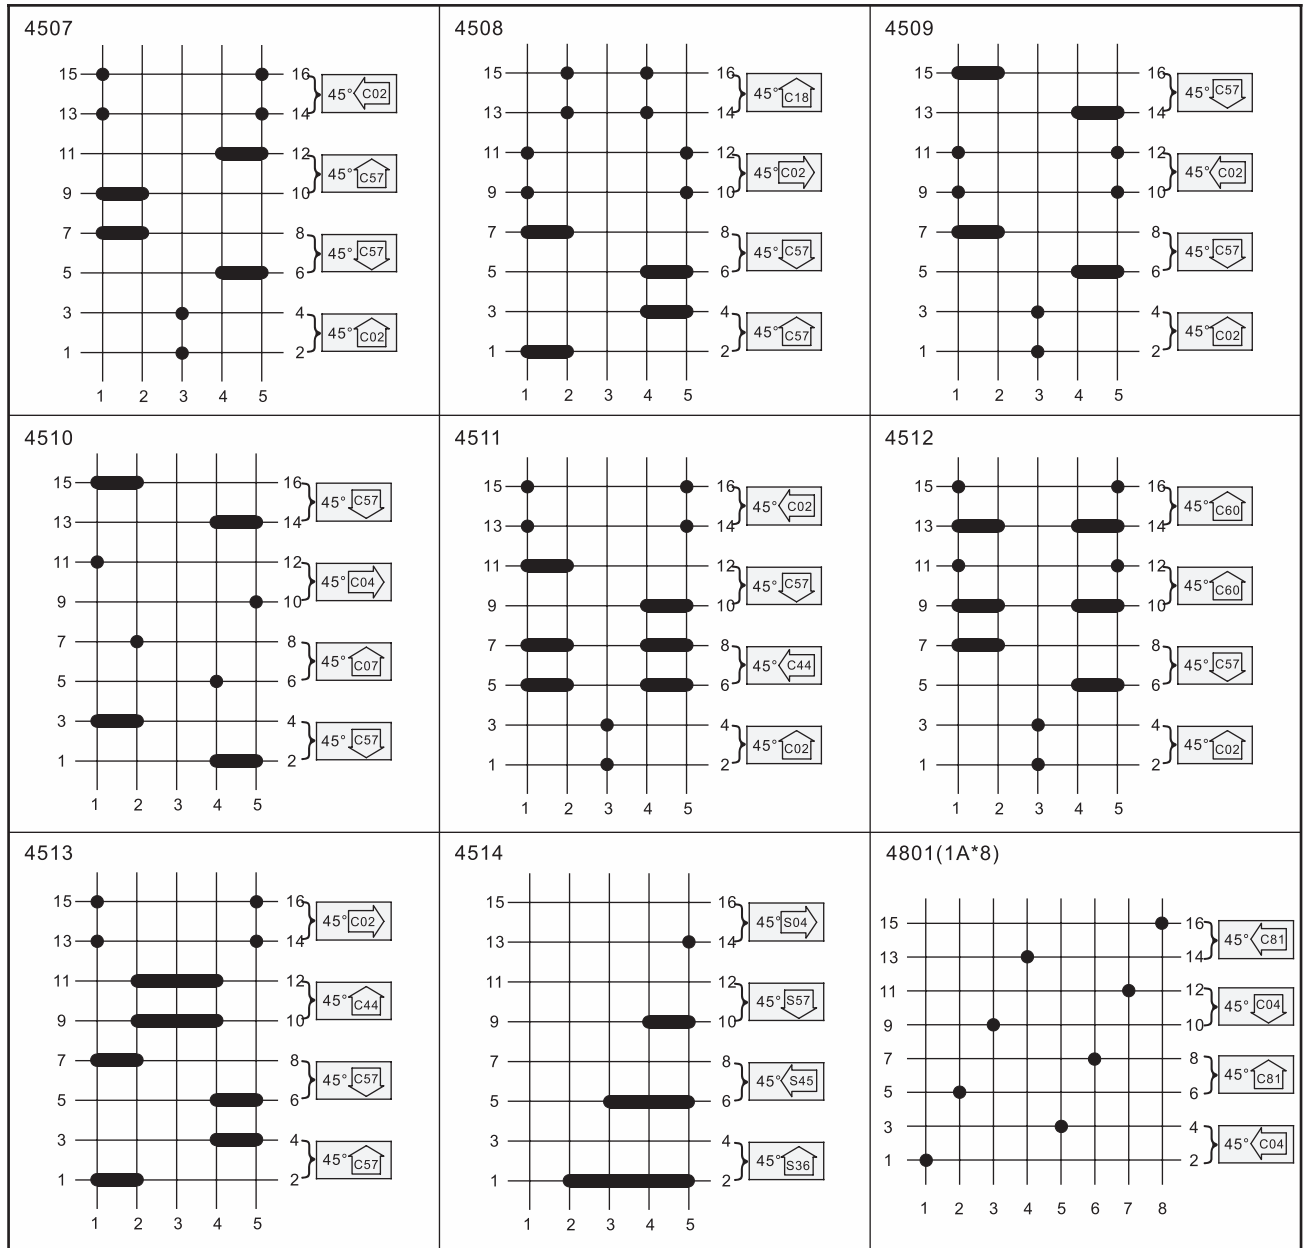 4507
15 16 45° C02
13 14
11 12 45° C57
9 10
7 8 45° C57
5 6
3 4 45° C02
1 2
1 2 3 4 5
4508
15 16 45° C18
13 14
11 12 45° C02
9 10
7 8 45° C57
5 6
3 4 45° C57
1 2
1 2 3 4 5
4509
15 16 45° C57
13 14
11 12 45° C02
9 10
7 8 45° C57
5 6
3 4 45° C02
1 2
1 2 3 4 5
4510
15 16 45° C57
13 14
11 12 45° C04
9 10
7 8 45° C07
5 6
3 4 45° C57
1 2
1 2 3 4 5
4511
15 16 45° C02
13 14
11 12 45° C57
9 10
7 8 45° C44
5 6
3 4 45° C02
1 2
1 2 3 4 5
4512
15 16 45° C60
13 14
11 12 45° C60
9 10
7 8 45° C57
5 6
3 4 45° C02
1 2
1 2 3 4 5
4513
15 16 45° C02
13 14
11 12 45° C44
9 10
7 8 45° C57
5 6
3 4 45° C57
1 2
1 2 3 4 5
4514
15 16 45° S04
13 14
11 12 45° S57
9 10
7 8 45° S45
5 6
3 4 45° S36
1 2
1 2 3 4 5
4801(1A*8)
15 16 45° C81
13 14
11 12 45° C04
9 10
7 8 45° C81
5 6
3 4 45° C04
1 2
1 2 3 4 5 6 7 8